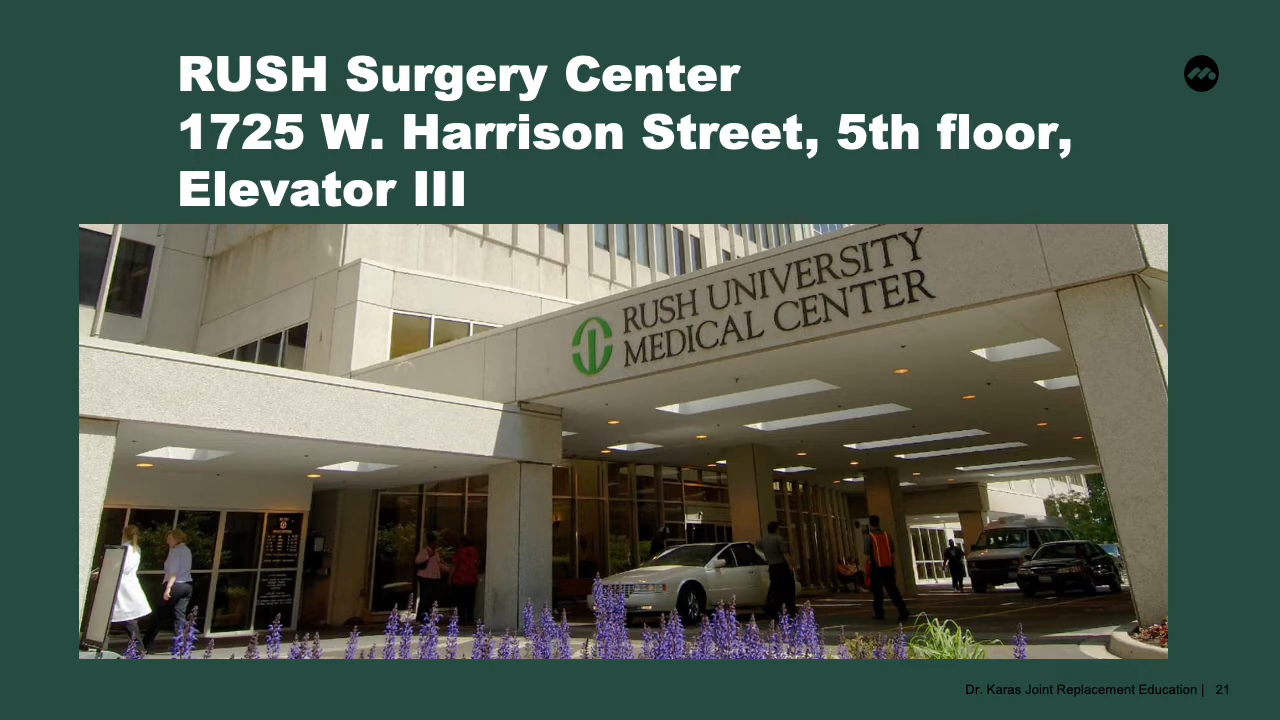 RUSH Surgery Center
1725 W. Harrison Street, 5th floor,
Elevator III
RUSH UNIVERSITY
MEDICAL CENTER
Dr. Karas Joint Replacement Education | 21